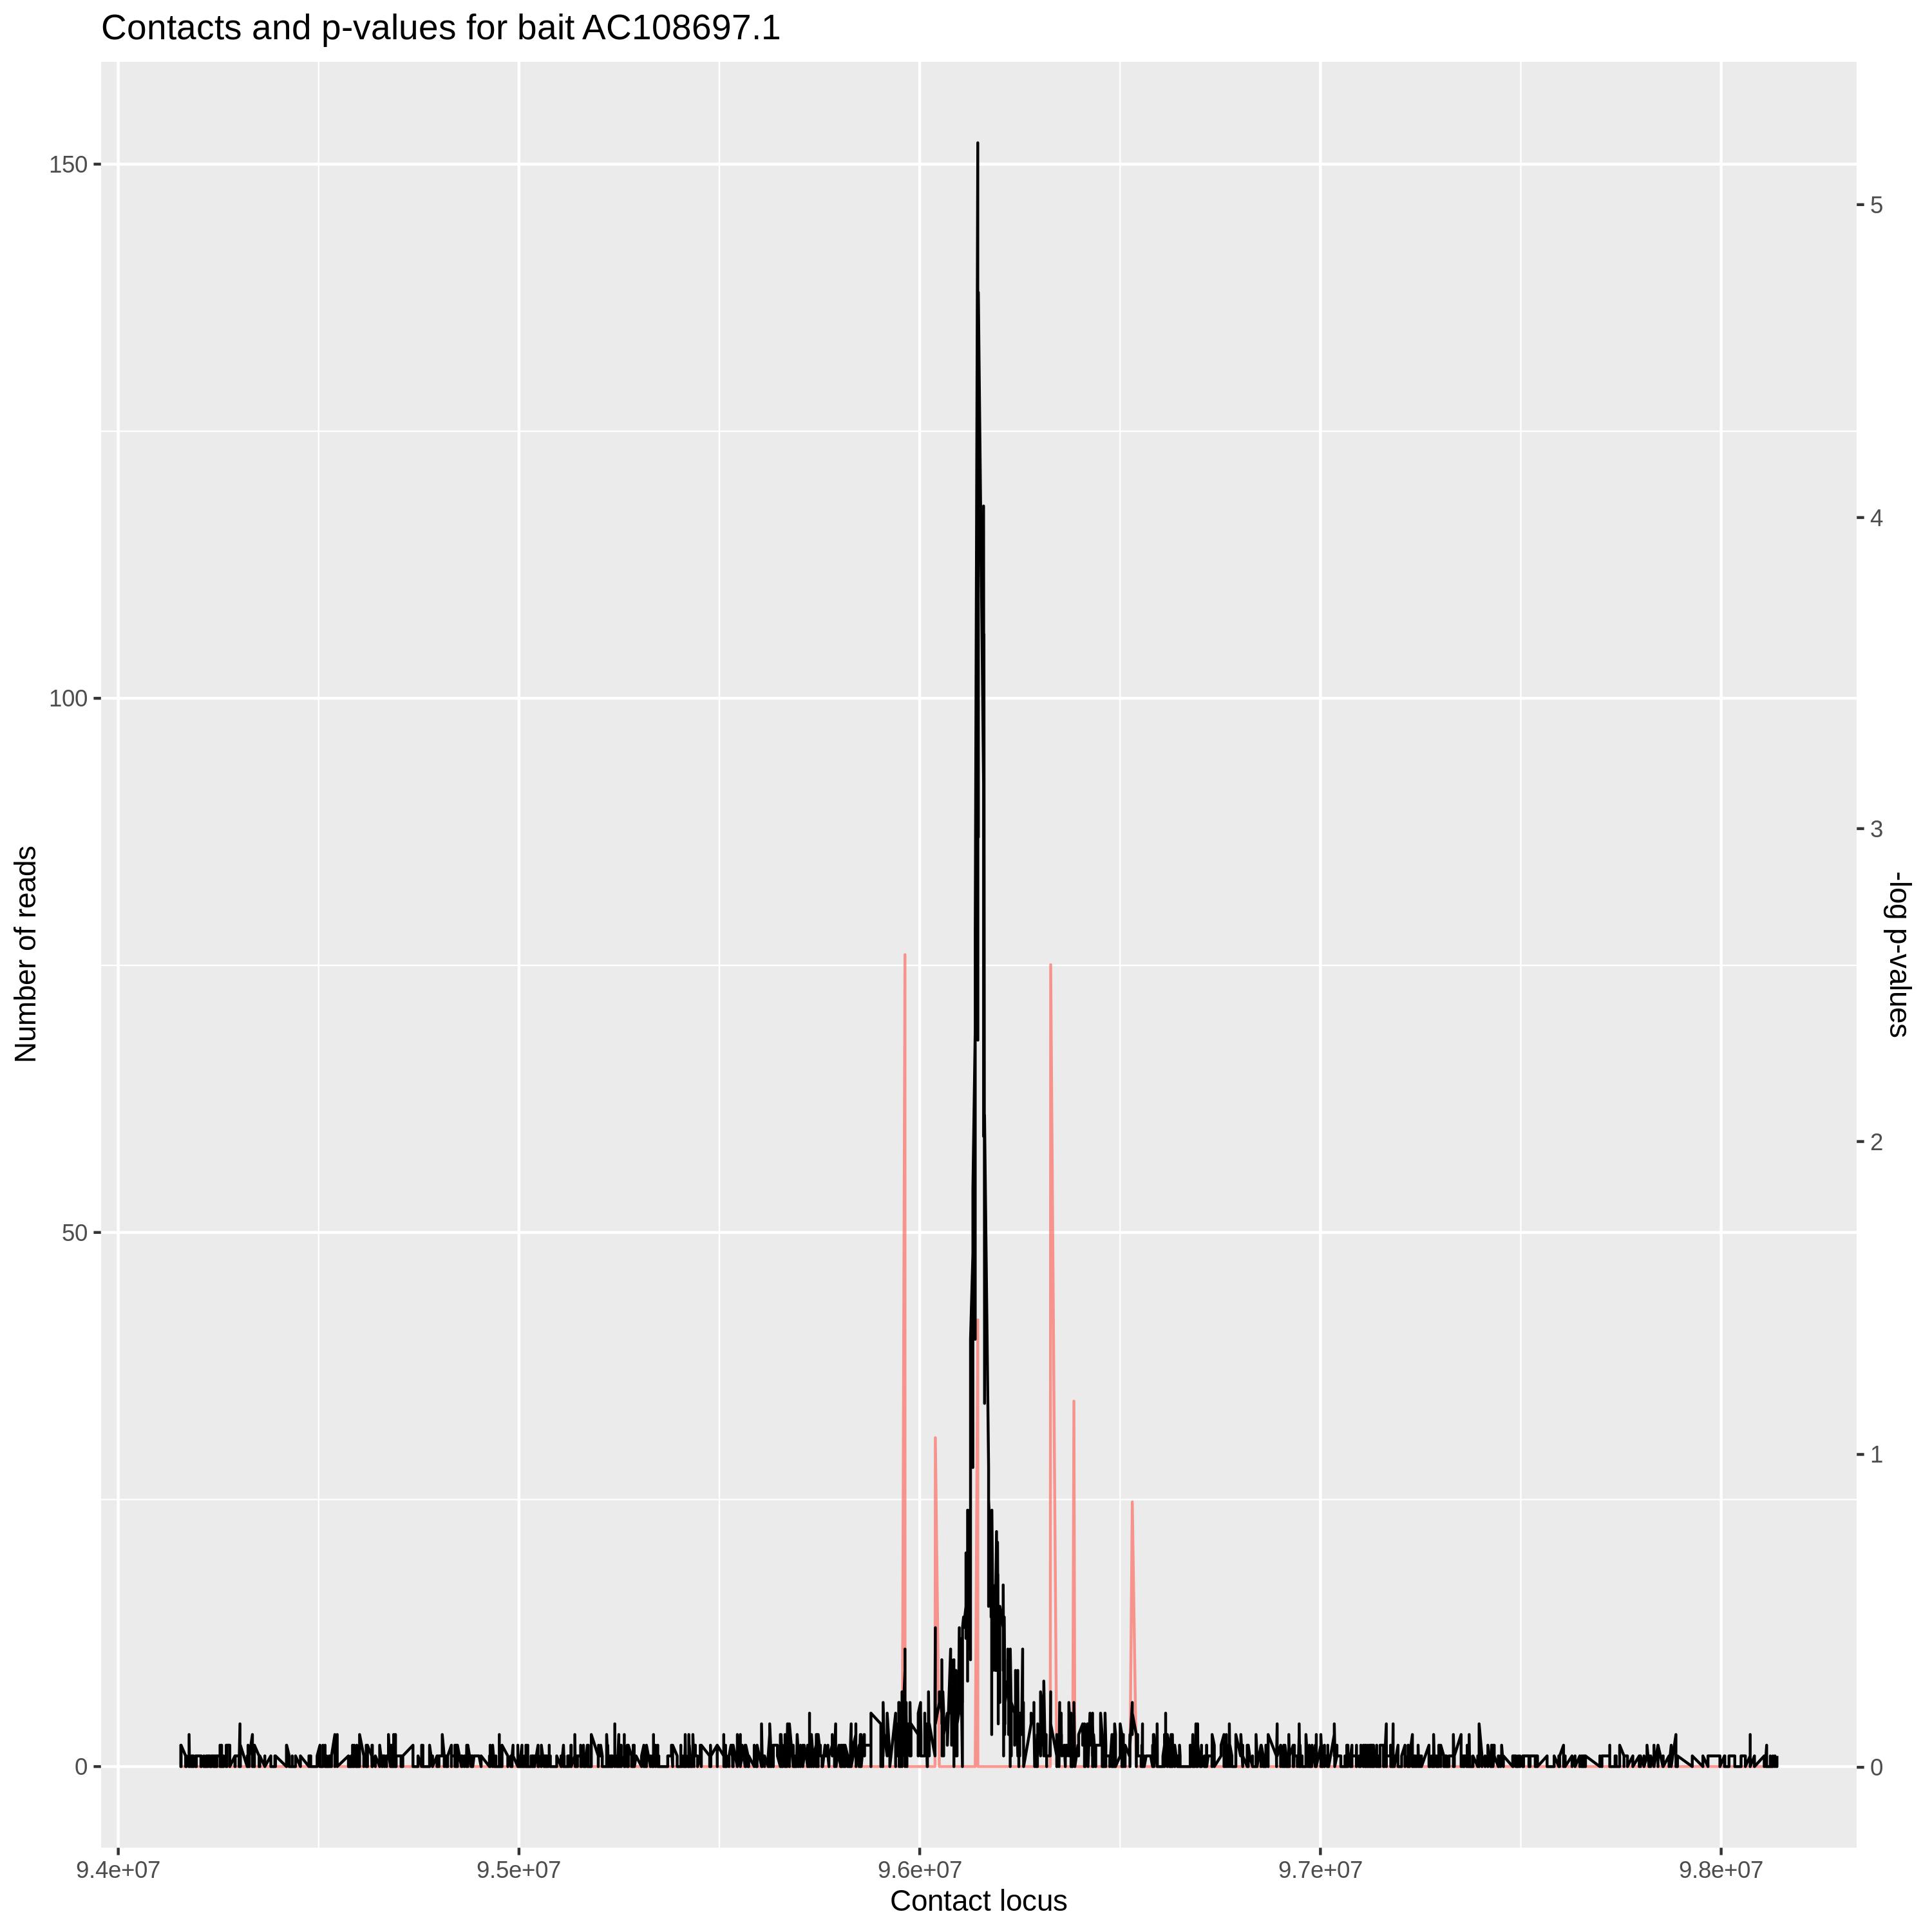 Contacts and p-values for bait AC108697.1
150
100
50
0
Number of reads
5
4
3
2
1
0
-log p-values
9.4e+07
9.5e+07
9.6e+07
9.7e+07
9.8e+07
Contact locus